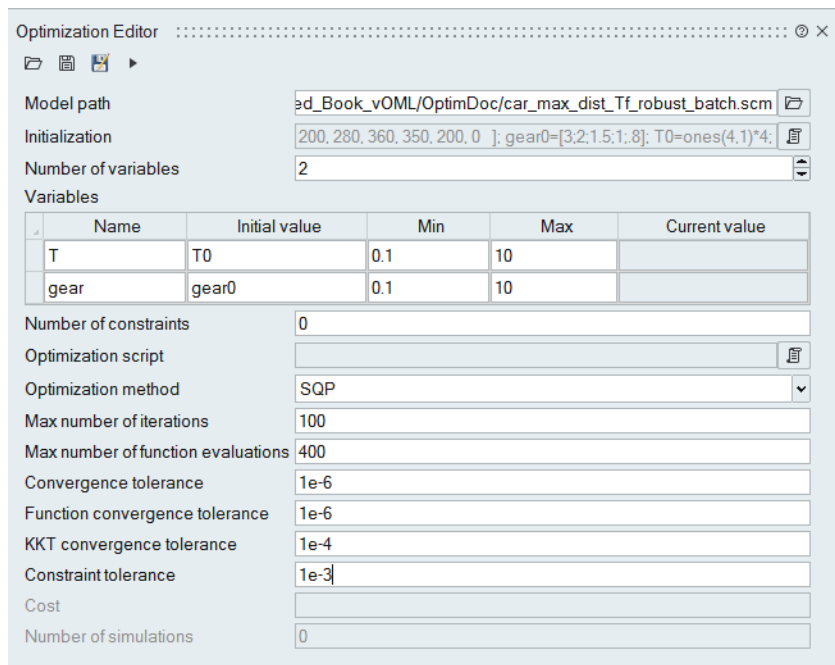 Optimization Editor
Model path ed_Book_vOML/OptimDoc/car_max_dist_Tf_robust_batch.scm
Initialization 200, 280, 360, 350, 200, 0 ]; gear0=[3;2;1.5;1;.8]; T0=ones(4,1)*4;
Number of variables 2
Variables
Name Initial value Min Max Current value
T T0 0.1 10
gear gear0 0.1 10
Number of constraints 0
Optimization script
Optimization method SQP
Max number of iterations 100
Max number of function evaluations 400
Convergence tolerance 1e-6
Function convergence tolerance 1e-6
KKT convergence tolerance 1e-4
Constraint tolerance 1e-3
Cost
Number of simulations 0